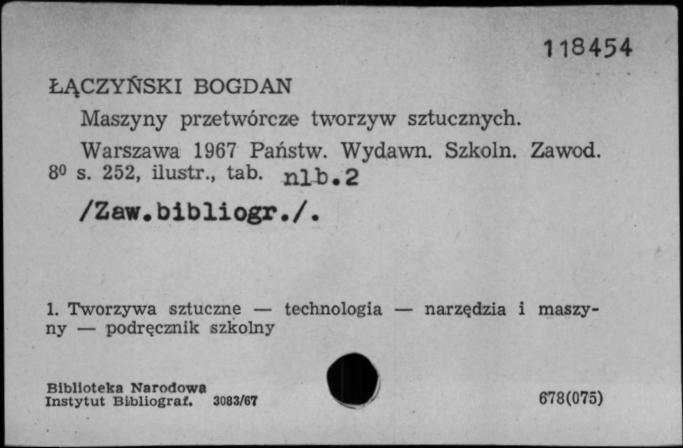 118454
ŁĄCZYŃSKI BOGDAN
Maszyny przetwórcze tworzyw sztucznych.
Warszawa 1967 Państw. Wydawn. Szkoln. Zawod.
8⁰ s. 252, ilustr., tab. nlb.2
/Zaw.bibliogr./.
1. Tworzywa sztuczne — technologia — narzędzia i maszy-
ny — podręcznik szkolny
Biblioteka Narodowa
Instytut Bibliograf. 3083/67
678(075)